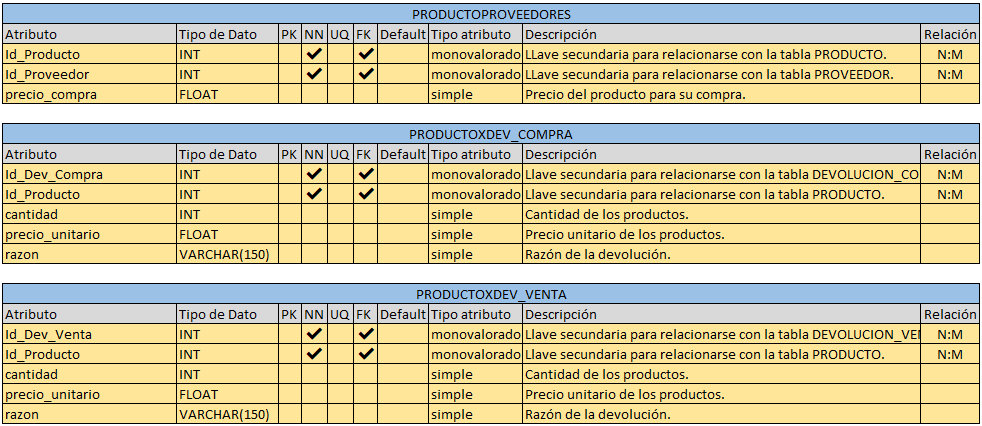 PRODUCTOPROVEEDORES
Atributo Tipo de Dato PK NN UQ FK Default Tipo atributo Descripción Relación
Id_Producto INT ✔ ✔ monovalorado LLave secundaria para relacionarse con la tabla PRODUCTO. N:M
Id_Proveedor INT ✔ ✔ monovalorado LLave secundaria para relacionarse con la tabla PROVEEDOR. N:M
precio_compra FLOAT simple Precio del producto para su compra.
PRODUCTOXDEV_COMPRA
Atributo Tipo de Dato PK NN UQ FK Default Tipo atributo Descripción Relación
Id_Dev_Compra INT ✔ ✔ monovalorado Llave secundaria para relacionarse con la tabla DEVOLUCION_CO N:M
Id_Producto INT ✔ ✔ monovalorado Llave secundaria para relacionarse con la tabla PRODUCTO. N:M
cantidad INT simple Cantidad de los productos.
precio_unitario FLOAT simple Precio unitario de los productos.
razon VARCHAR(150) simple Razón de la devolución.
PRODUCTOXDEV_VENTA
Atributo Tipo de Dato PK NN UQ FK Default Tipo atributo Descripción Relación
Id_Dev_Venta INT ✔ ✔ monovalorado Llave secundaria para relacionarse con la tabla DEVOLUCION_VEN N:M
Id_Producto INT ✔ ✔ monovalorado Llave secundaria para relacionarse con la tabla PRODUCTO. N:M
cantidad INT simple Cantidad de los productos.
precio_unitario FLOAT simple Precio unitario de los productos.
razon VARCHAR(150) simple Razón de la devolución.